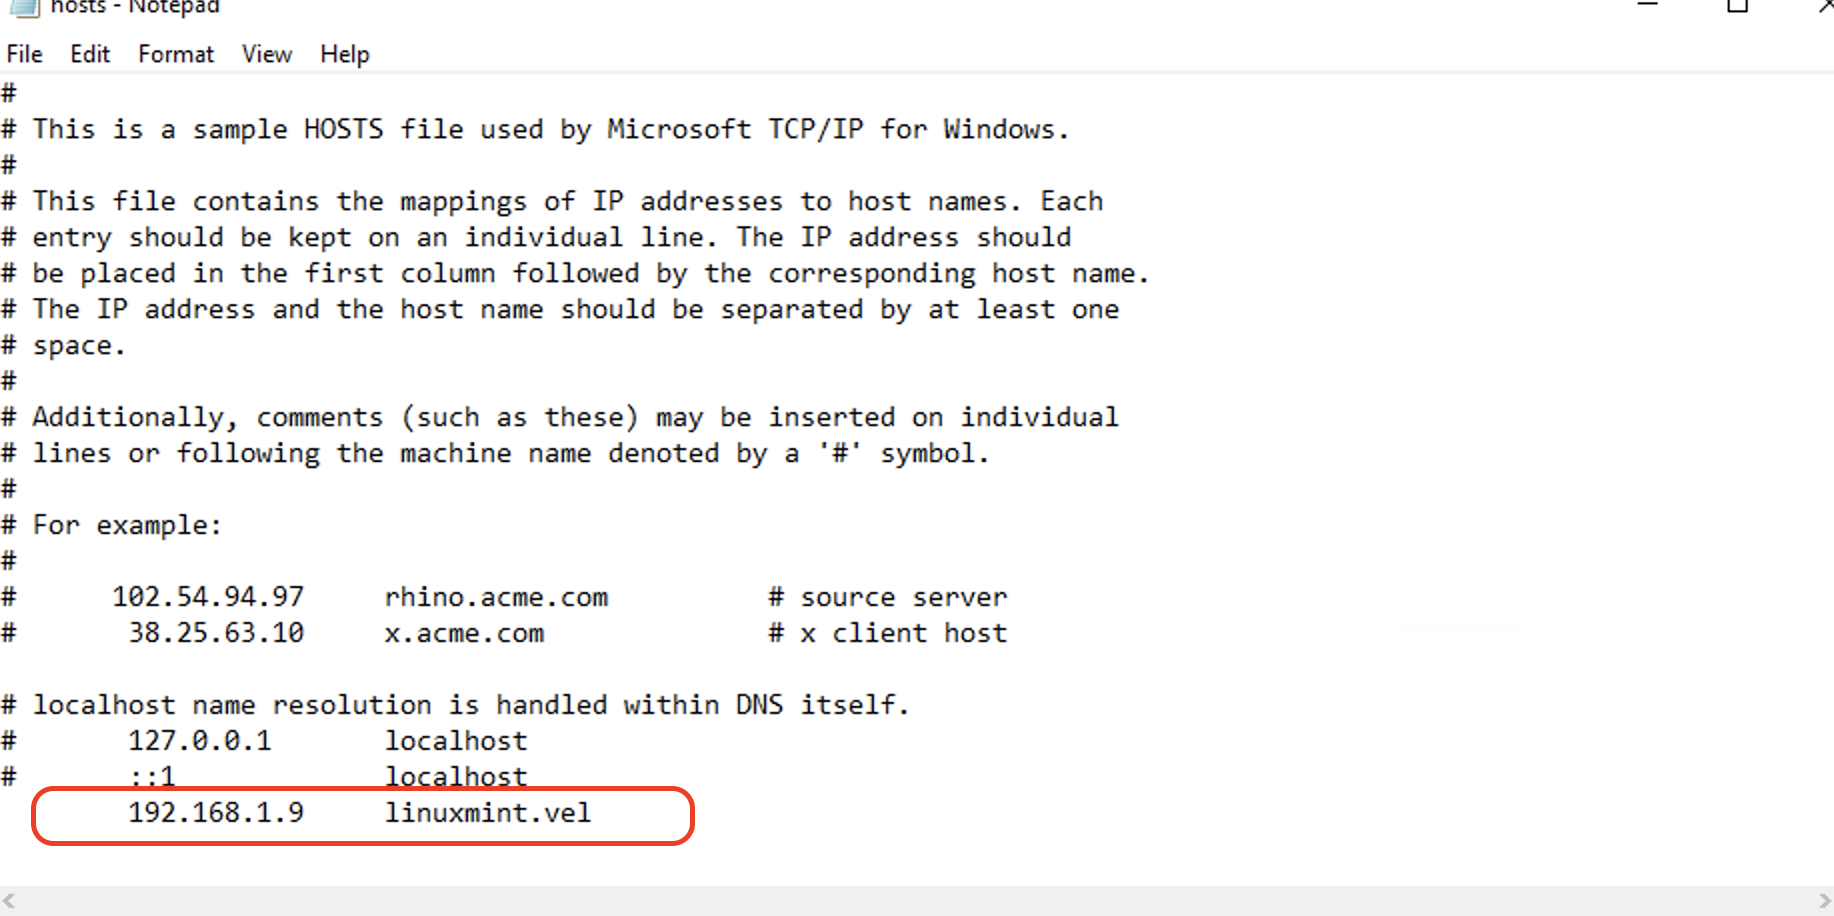 hosts - Notepad
File Edit Format View Help
#
# This is a sample HOSTS file used by Microsoft TCP/IP for Windows.
#
# This file contains the mappings of IP addresses to host names. Each
# entry should be kept on an individual line. The IP address should
# be placed in the first column followed by the corresponding host name.
# The IP address and the host name should be separated by at least one
# space.
#
# Additionally, comments (such as these) may be inserted on individual
# lines or following the machine name denoted by a '#' symbol.
#
# For example:
#
#      102.54.94.97     rhino.acme.com          # source server
#       38.25.63.10     x.acme.com              # x client host
# localhost name resolution is handled within DNS itself.
#       127.0.0.1       localhost
#       ::1             localhost
        192.168.1.9     linuxmint.vel